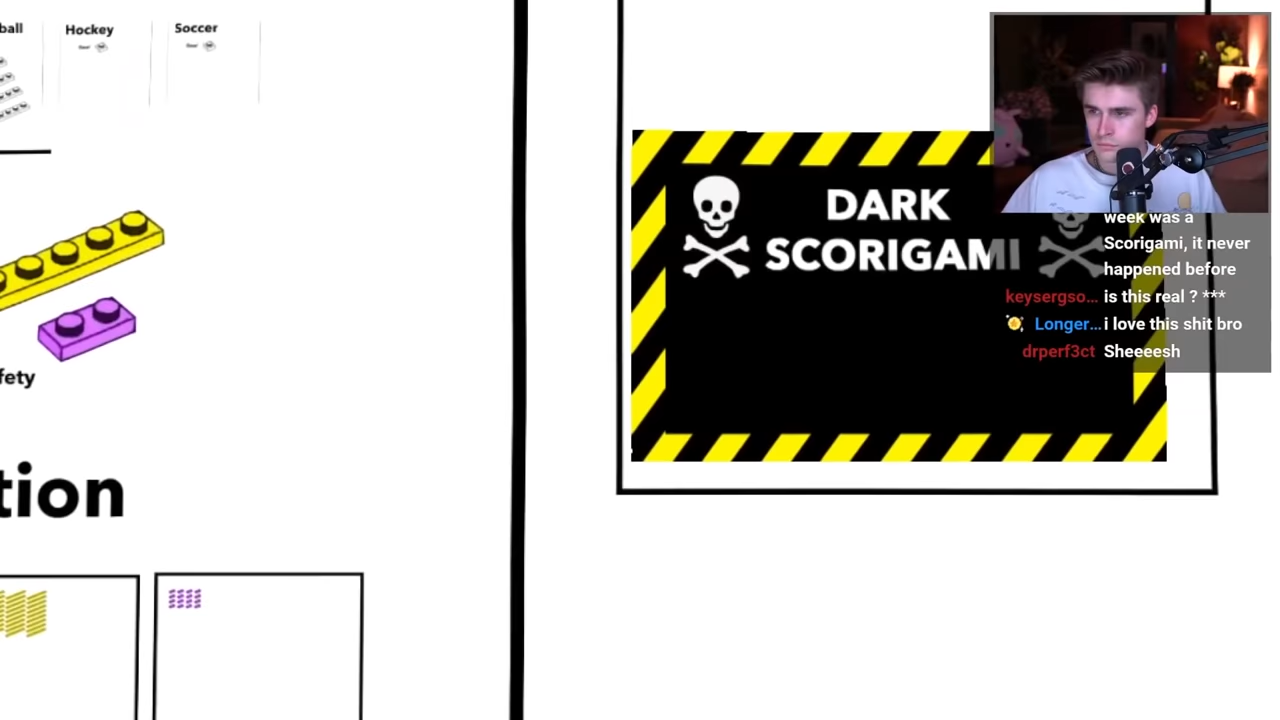 ball
Hockey
Soccer
DARK
SCORIGAMI
week was a
Scorigami, it never
happened before
keysergso… is this real ? ***
Longer… i love this shit bro
drperf3ct Sheeeesh
fety
tion